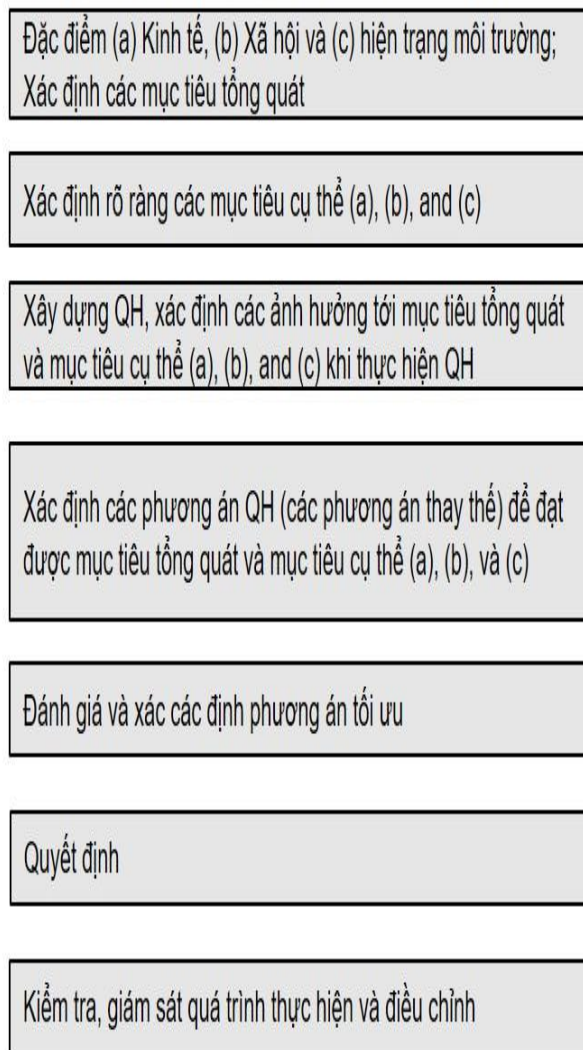 Đặc điểm (a) Kinh tế, (b) Xã hội và (c) hiện trạng môi trường;
Xác định các mục tiêu tổng quát
Xác định rõ ràng các mục tiêu cụ thể (a), (b), and (c)
Xây dựng QH, xác định các ảnh hưởng tới mục tiêu tổng quát
và mục tiêu cụ thể (a), (b), and (c) khi thực hiện QH
Xác định các phương án QH (các phương án thay thế) để đạt
được mục tiêu tổng quát và mục tiêu cụ thể (a), (b), và (c)
Đánh giá và xác các định phương án tối ưu
Quyết định
Kiểm tra, giám sát quá trình thực hiện và điều chỉnh